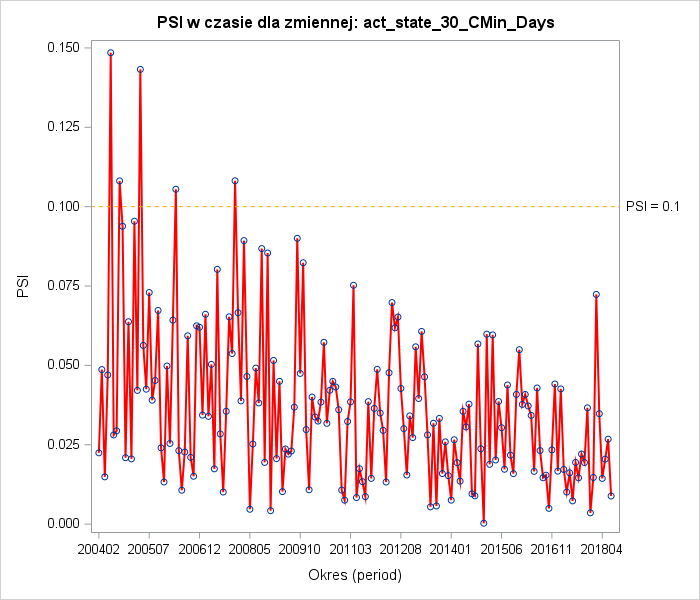 PSI w czasie dla zmiennej: act_state_30_CMin_Days
0.150
0.125
0.100
0.075
0.050
0.025
0.000
PSI
PSI = 0.1
200402 200507 200612 200805 200910 201103 201208 201401 201506 201611 201804
Okres (period)